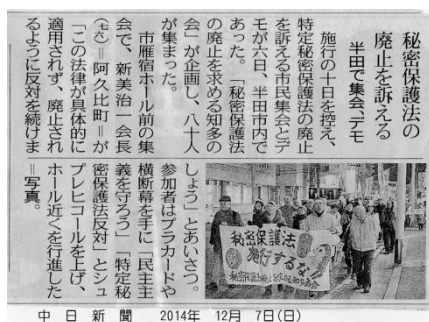 秘密保護法の
廃止を訴える
半田で集会、デモ
施行の十日を控え、
特定秘密保護法の廃止
を訴える市民集会とデ
モが六日、半田市内で
あった。「秘密保護法
の廃止を求める知多の
会」が企画し、八十人
が集まった。
市雁宿ホール前の集
会で、新美治一会長
(七六)=阿久比町=が
「この法律が具体的に
適用されず、廃止され
るように反対を続けま
しょう」とあいさつ。
参加者はプラカードや
横断幕を手に「民主主
義を守ろう」「特定秘
密保護法反対」とシュ
プレヒコールを上げ、
ホール近くを行進した
=写真。
秘密保護法
施行するな!!
中日新聞 2014年 12月 7日(日)